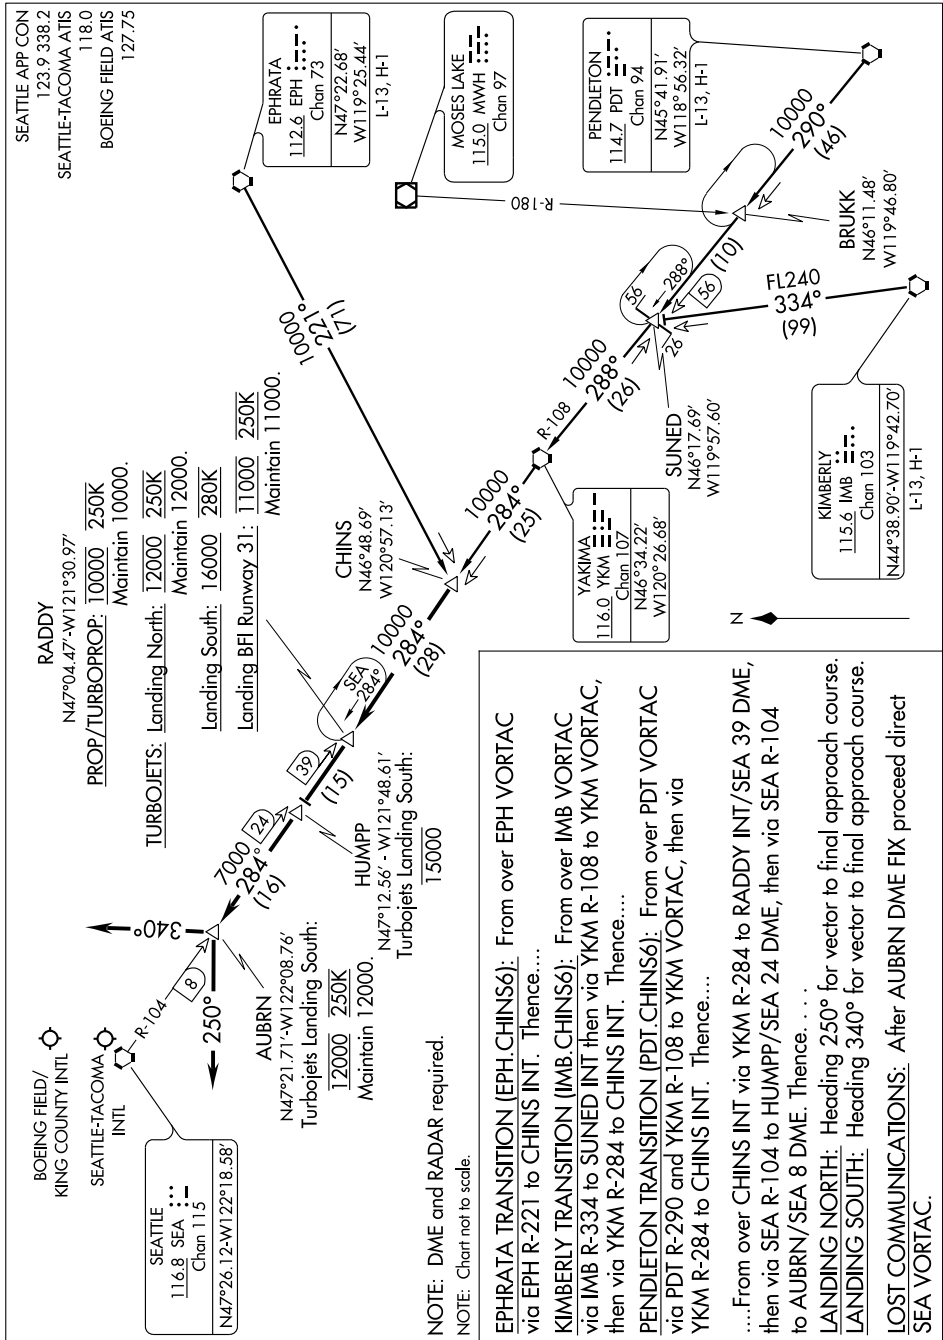 SEATTLE APP CON
123.9 338.2
SEATTLE-TACOMA ATIS
118.0
BOEING FIELD ATIS
127.75
BOEING FIELD/
KING COUNTY INTL
SEATTLE-TACOMA
INTL
SEATTLE
116.8 SEA
Chan 115
N47°26.12-W122°18.58'
R-104
8
340°
250°
AUBRN
N47°21.71'-W122°08.76'
Turbojets Landing South:
12000 250K
Maintain 12000.
7000
284°
(16)
24
HUMPP
N47°12.56' - W121°48.61'
Turbojets Landing South:
15000
39
(15)
RADDY
N47°04.47'-W121°30.97'
PROP/TURBOPROP: 10000 250K
Maintain 10000.
TURBOJETS: Landing North: 12000 250K
Maintain 12000.
Landing South: 16000 280K
Landing BFI Runway 31: 11000 250K
Maintain 11000.
SEA
284°
10000
284°
(28)
CHINS
N46°48.69'
W120°57.13'
10000
221°
(71)
EPHRATA
112.6 EPH
Chan 73
N47°22.68'
W119°25.44'
L-13, H-1
10000
284°
(25)
YAKIMA
116.0 YKM
Chan 107
N46°34.22'
W120°26.68'
R-108
10000
288°
(26)
MOSES LAKE
115.0 MWH
Chan 97
R-180
56
288°
56
26
SUNED
N46°17.69'
W119°57.60'
(10)
BRUKK
N46°11.48'
W119°46.80'
PENDLETON
114.7 PDT
Chan 94
N45°41.91'
W118°56.32'
L-13, H-1
10000
290°
(46)
FL240
334°
(99)
KIMBERLY
115.6 IMB
Chan 103
N44°38.90'-W119°42.70'
L-13, H-1
N
NOTE: DME and RADAR required.
NOTE: Chart not to scale.
EPHRATA TRANSITION (EPH.CHINS6): From over EPH VORTAC
via EPH R-221 to CHINS INT. Thence....
KIMBERLY TRANSITION (IMB.CHINS6): From over IMB VORTAC
via IMB R-334 to SUNED INT then via YKM R-108 to YKM VORTAC,
then via YKM R-284 to CHINS INT. Thence....
PENDLETON TRANSITION (PDT.CHINS6): From over PDT VORTAC
via PDT R-290 and YKM R-108 to YKM VORTAC, then via
YKM R-284 to CHINS INT. Thence....
....From over CHINS INT via YKM R-284 to RADDY INT/SEA 39 DME,
then via SEA R-104 to HUMPP/SEA 24 DME, then via SEA R-104
to AUBRN/SEA 8 DME. Thence. . . .
LANDING NORTH: Heading 250° for vector to final approach course.
LANDING SOUTH: Heading 340° for vector to final approach course.
LOST COMMUNICATIONS: After AUBRN DME FIX proceed direct
SEA VORTAC.